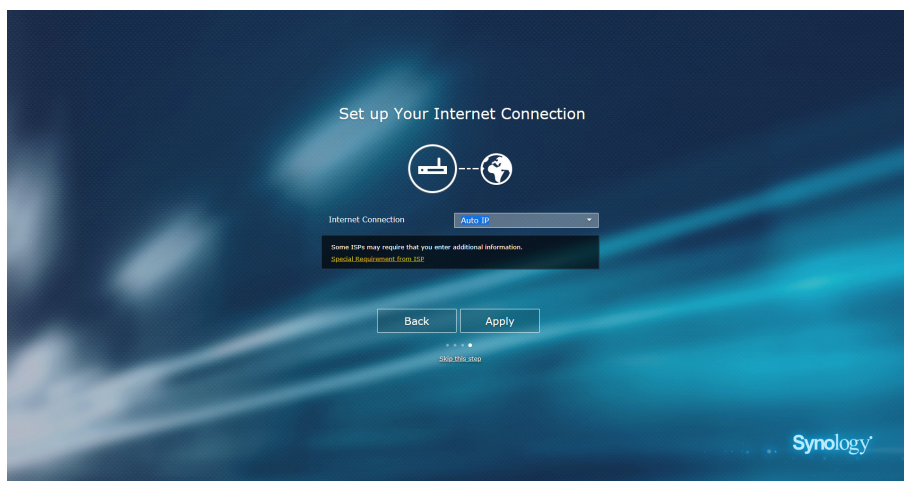 Set up Your Internet Connection
Internet Connection
Auto IP
Some ISPs may require that you enter additional information.
Special Requirement from ISP
Back
Apply
Skip this step
Synology